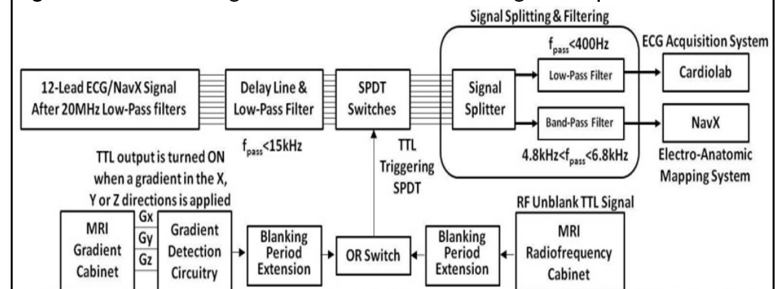 Signal Splitting & Filtering
fpass<400Hz
ECG Acquisition System
12-Lead ECG/NavX Signal
After 20MHz Low-Pass filters
Delay Line &
Low-Pass Filter
SPDT
Switches
Signal
Splitter
Low-Pass Filter
Cardiolab
Band-Pass Filter
NavX
fpass<15kHz
TTL
Triggering
SPDT
4.8kHz<fpass<6.8kHz
Electro-Anatomic
Mapping System
TTL output is turned ON
when a gradient in the X,
Y or Z directions is applied
RF Unblank TTL Signal
MRI
Gradient
Cabinet
Gx
Gy
Gz
Gradient
Detection
Circuitry
Blanking
Period
Extension
OR Switch
Blanking
Period
Extension
MRI
Radiofrequency
Cabinet